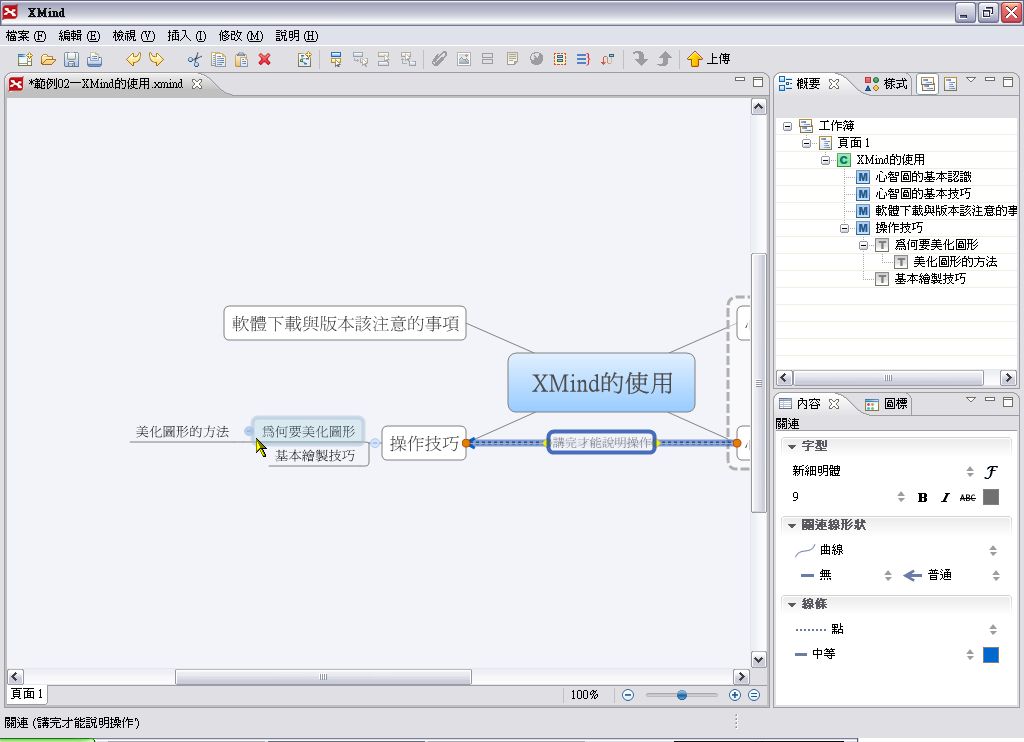 XMind
檔案 (F) 編輯 (E) 檢視 (V) 插入 (I) 修改 (M) 說明 (H)
上傳
*範例02一XMind的使用.xmind
概要
樣式
工作簿
頁面 1
C XMind的使用
M 心智圖的基本認識
M 心智圖的基本技巧
M 軟體下載與版本該注意的事
M 操作技巧
T 為何要美化圖形
T 美化圖形的方法
T 基本繪製技巧
軟體下載與版本該注意的事項
XMind的使用
美化圖形的方法
為何要美化圖形
基本繪製技巧
操作技巧
講完才能說明操作
內容
圖標
關連
字型
新細明體
9
B I ABC
關連線形狀
曲線
無
普通
線條
點
中等
頁面 1
100%
關連 (講完才能說明操作')